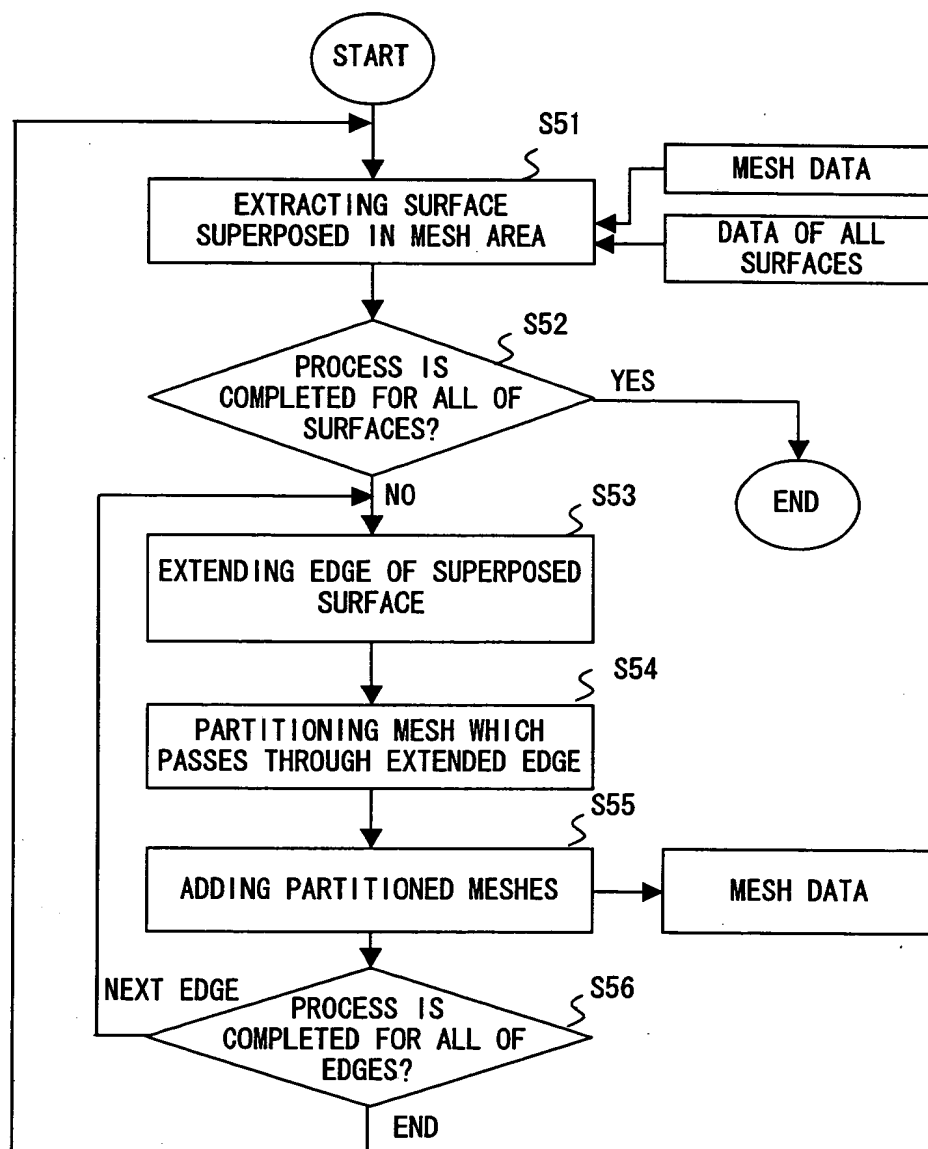 START
S51
EXTRACTING SURFACE
SUPERPOSED IN MESH AREA
MESH DATA
DATA OF ALL
SURFACES
S52
PROCESS IS
COMPLETED FOR ALL OF
SURFACES?
YES
END
NO
S53
EXTENDING EDGE OF SUPERPOSED
SURFACE
S54
PARTITIONING MESH WHICH
PASSES THROUGH EXTENDED EDGE
S55
ADDING PARTITIONED MESHES
MESH DATA
NEXT EDGE
S56
PROCESS IS
COMPLETED FOR ALL OF
EDGES?
END